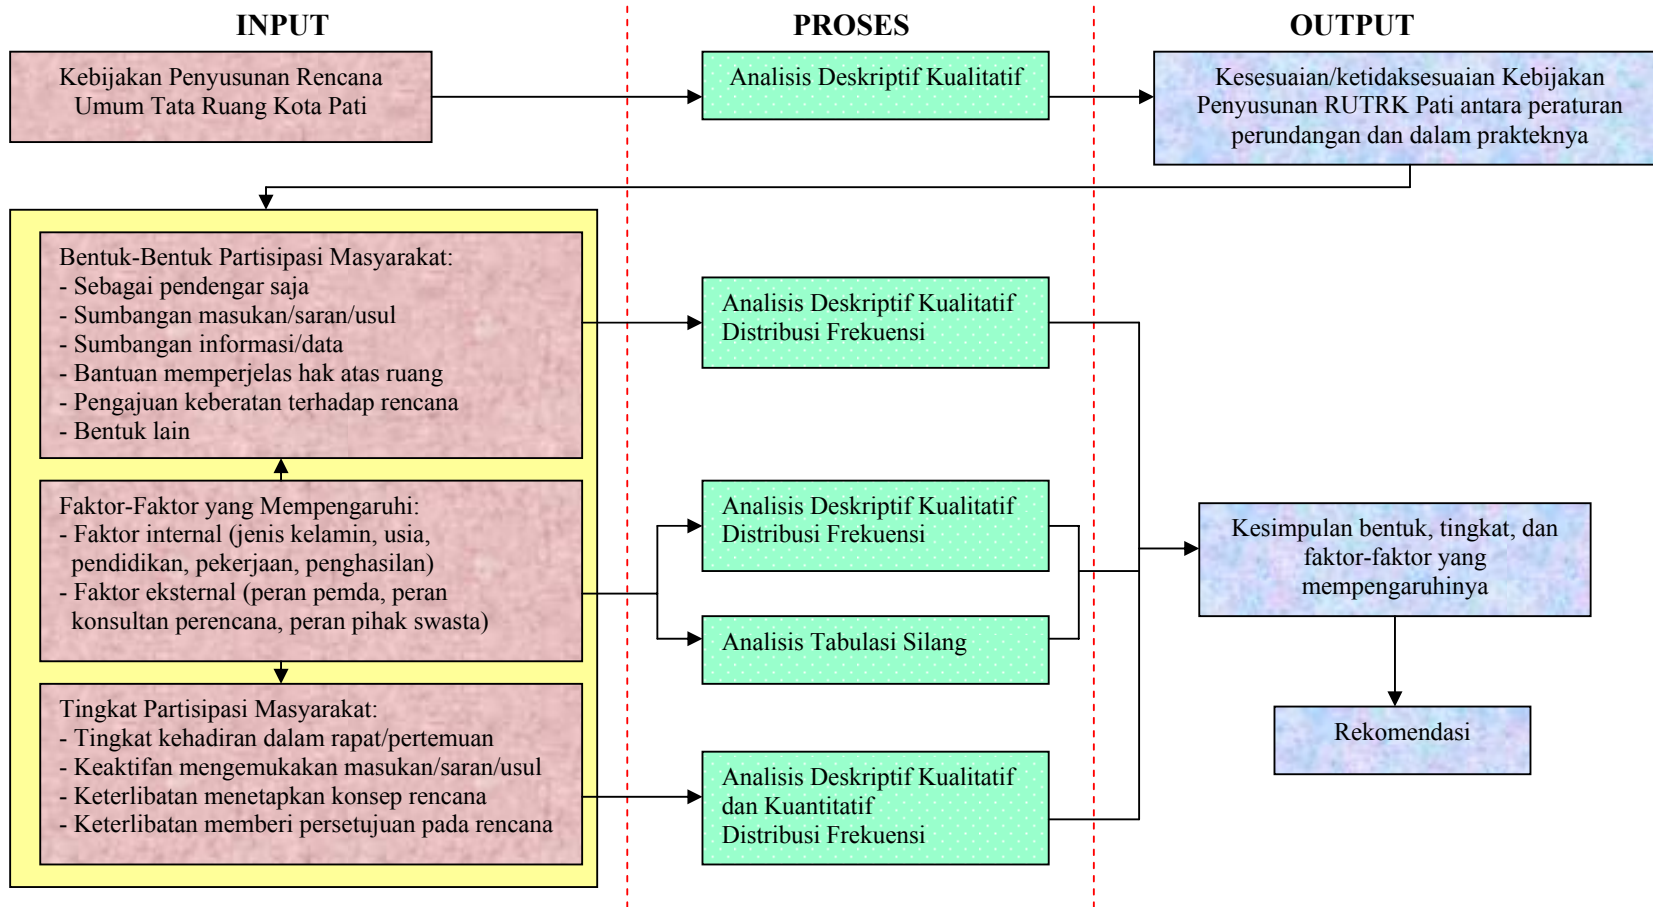 INPUT
PROSES
OUTPUT
Kebijakan Penyusunan Rencana
Umum Tata Ruang Kota Pati
Analisis Deskriptif Kualitatif
Kesesuaian/ketidaksesuaian Kebijakan
Penyusunan RUTRK Pati antara peraturan
perundangan dan dalam prakteknya
Bentuk-Bentuk Partisipasi Masyarakat:
- Sebagai pendengar saja
- Sumbangan masukan/saran/usul
- Sumbangan informasi/data
- Bantuan memperjelas hak atas ruang
- Pengajuan keberatan terhadap rencana
- Bentuk lain
Analisis Deskriptif Kualitatif
Distribusi Frekuensi
Faktor-Faktor yang Mempengaruhi:
- Faktor internal (jenis kelamin, usia,
pendidikan, pekerjaan, penghasilan)
- Faktor eksternal (peran pemda, peran
konsultan perencana, peran pihak swasta)
Analisis Deskriptif Kualitatif
Distribusi Frekuensi
Analisis Tabulasi Silang
Tingkat Partisipasi Masyarakat:
- Tingkat kehadiran dalam rapat/pertemuan
- Keaktifan mengemukakan masukan/saran/usul
- Keterlibatan menetapkan konsep rencana
- Keterlibatan memberi persetujuan pada rencana
Analisis Deskriptif Kualitatif
dan Kuantitatif
Distribusi Frekuensi
Kesimpulan bentuk, tingkat, dan
faktor-faktor yang
mempengaruhinya
Rekomendasi